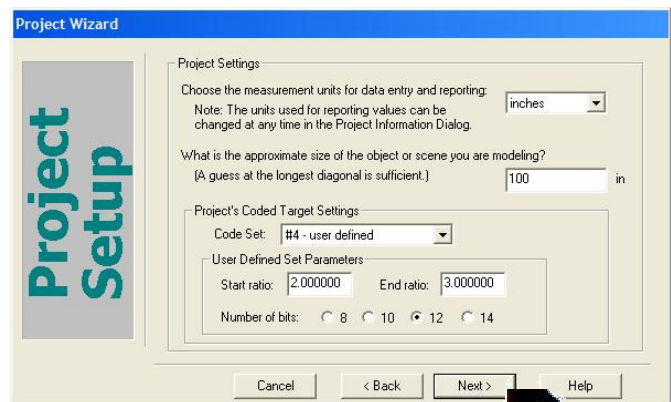 Project Wizard
Project Setup
Project Settings
Choose the measurement units for data entry and reporting:
Note: The units used for reporting values can be
changed at any time in the Project Information Dialog.
inches
What is the approximate size of the object or scene you are modeling?
(A guess at the longest diagonal is sufficient.)
100 in
Project's Coded Target Settings
Code Set: #4 - user defined
User Defined Set Parameters
Start ratio: 2.000000 End ratio: 3.000000
Number of bits: 8 10 12 14
Cancel < Back Next > Help